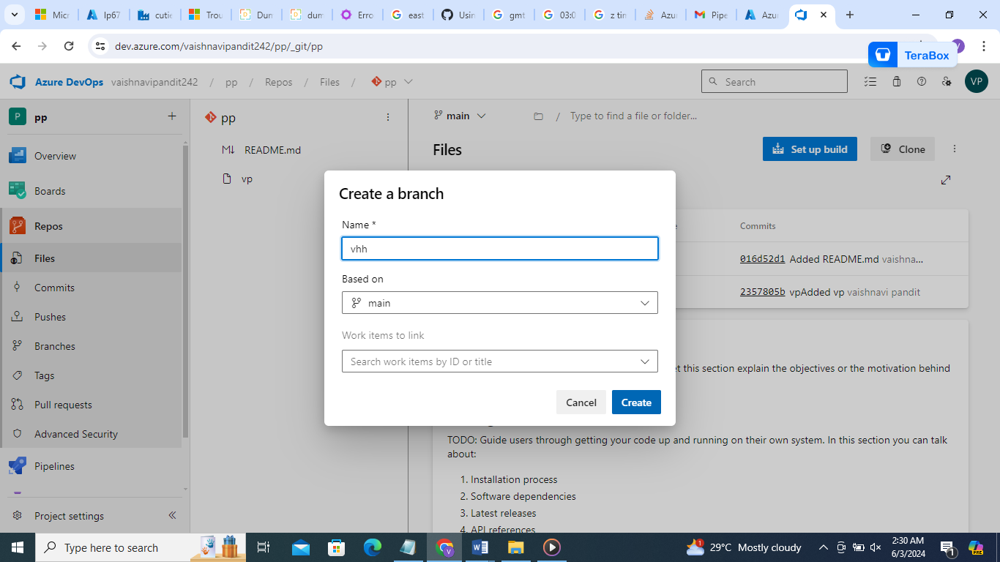 Micr
Ip67
cutie
Trou
Dun
dum
Erro
east
Usin
gmt
03:0
z tin
Azu
Pipe
Azu
dev.azure.com/vaishnavipandit242/pp/_git/pp
TeraBox
Azure DevOps vaishnavipandit242 / pp / Repos / Files / pp
Search
VP
P pp
pp
main
/ Type to find a file or folder...
Overview
README.md
Files
Set up build
Clone
vp
Boards
Create a branch
Repos
Name *
Commits
vhh
Files
016d52d1 Added README.md vaishna...
Based on
Commits
2357805b vpAdded vp vaishnavi pandit
main
Pushes
Work items to link
Branches
Search work items by ID or title
et this section explain the objectives or the motivation behind
Tags
Cancel
Create
Pull requests
Advanced Security
TODO: Guide users through getting your code up and running on their own system. In this section you can talk
about:
Pipelines
1. Installation process
2. Software dependencies
3. Latest releases
4. API references
Project settings
Type here to search
29°C Mostly cloudy
2:30 AM
6/3/2024